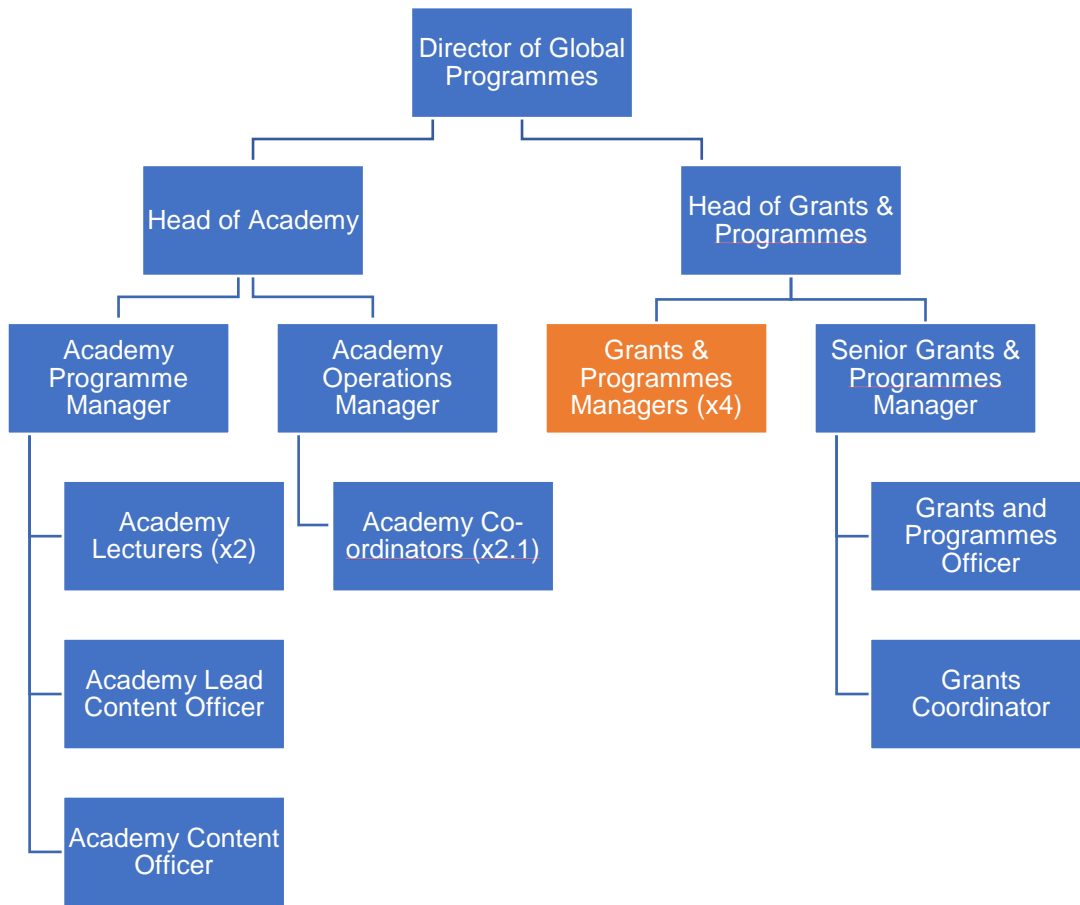 Director of Global
Programmes
Head of Academy
Head of Grants &
Programmes
Academy
Programme
Manager
Academy
Operations
Manager
Grants &
Programmes
Managers (x4)
Senior Grants &
Programmes
Manager
Academy
Lecturers (x2)
Academy Co-
ordinators (x2.1)
Grants and
Programmes
Officer
Academy Lead
Content Officer
Grants
Coordinator
Academy Content
Officer